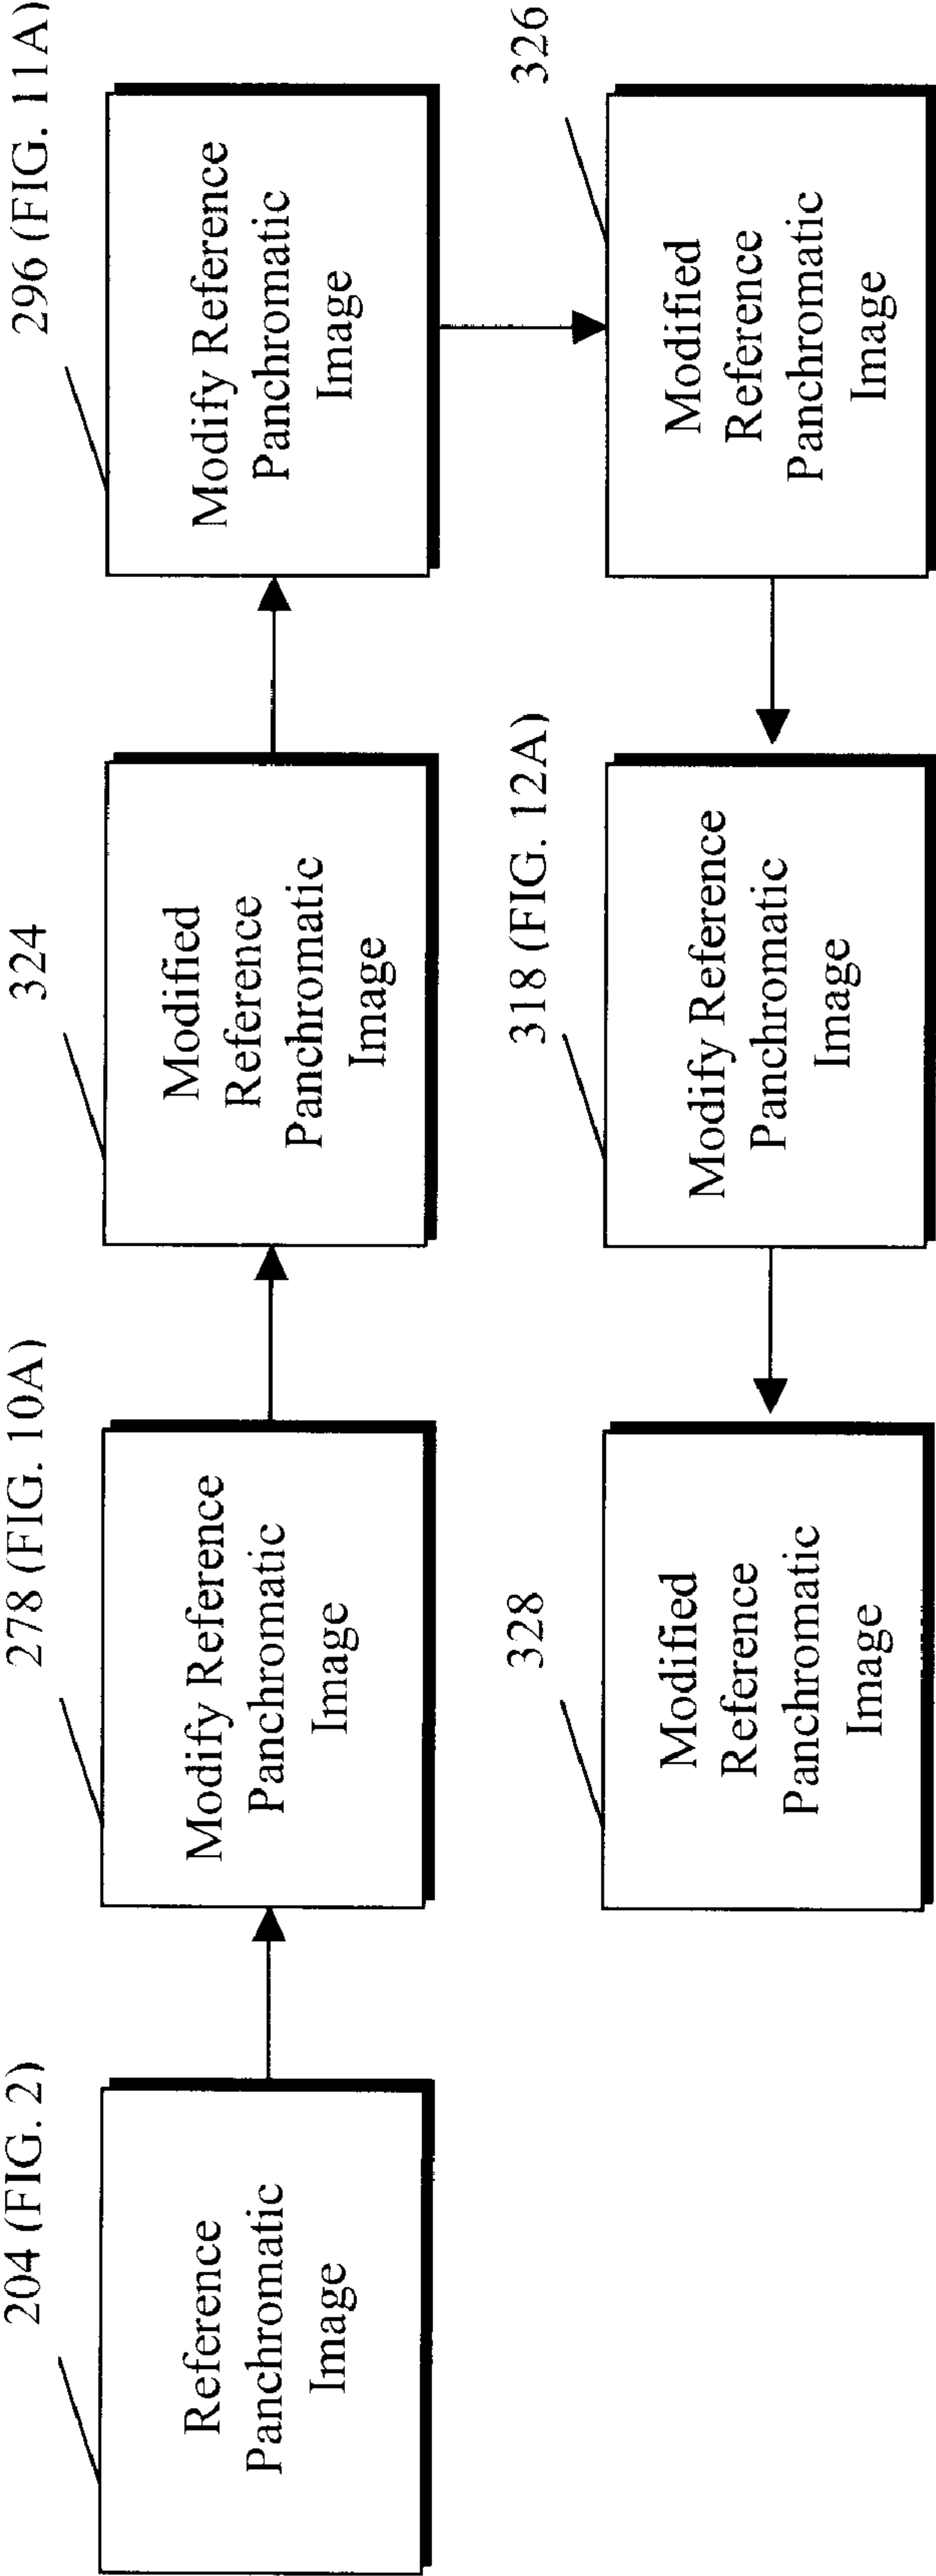 204 (FIG. 2)
Reference
Panchromatic
Image
278 (FIG. 10A)
Modify Reference
Panchromatic
Image
324
Modified
Reference
Panchromatic
Image
296 (FIG. 11A)
Modify Reference
Panchromatic
Image
326
Modified
Reference
Panchromatic
Image
318 (FIG. 12A)
Modify Reference
Panchromatic
Image
328
Modified
Reference
Panchromatic
Image